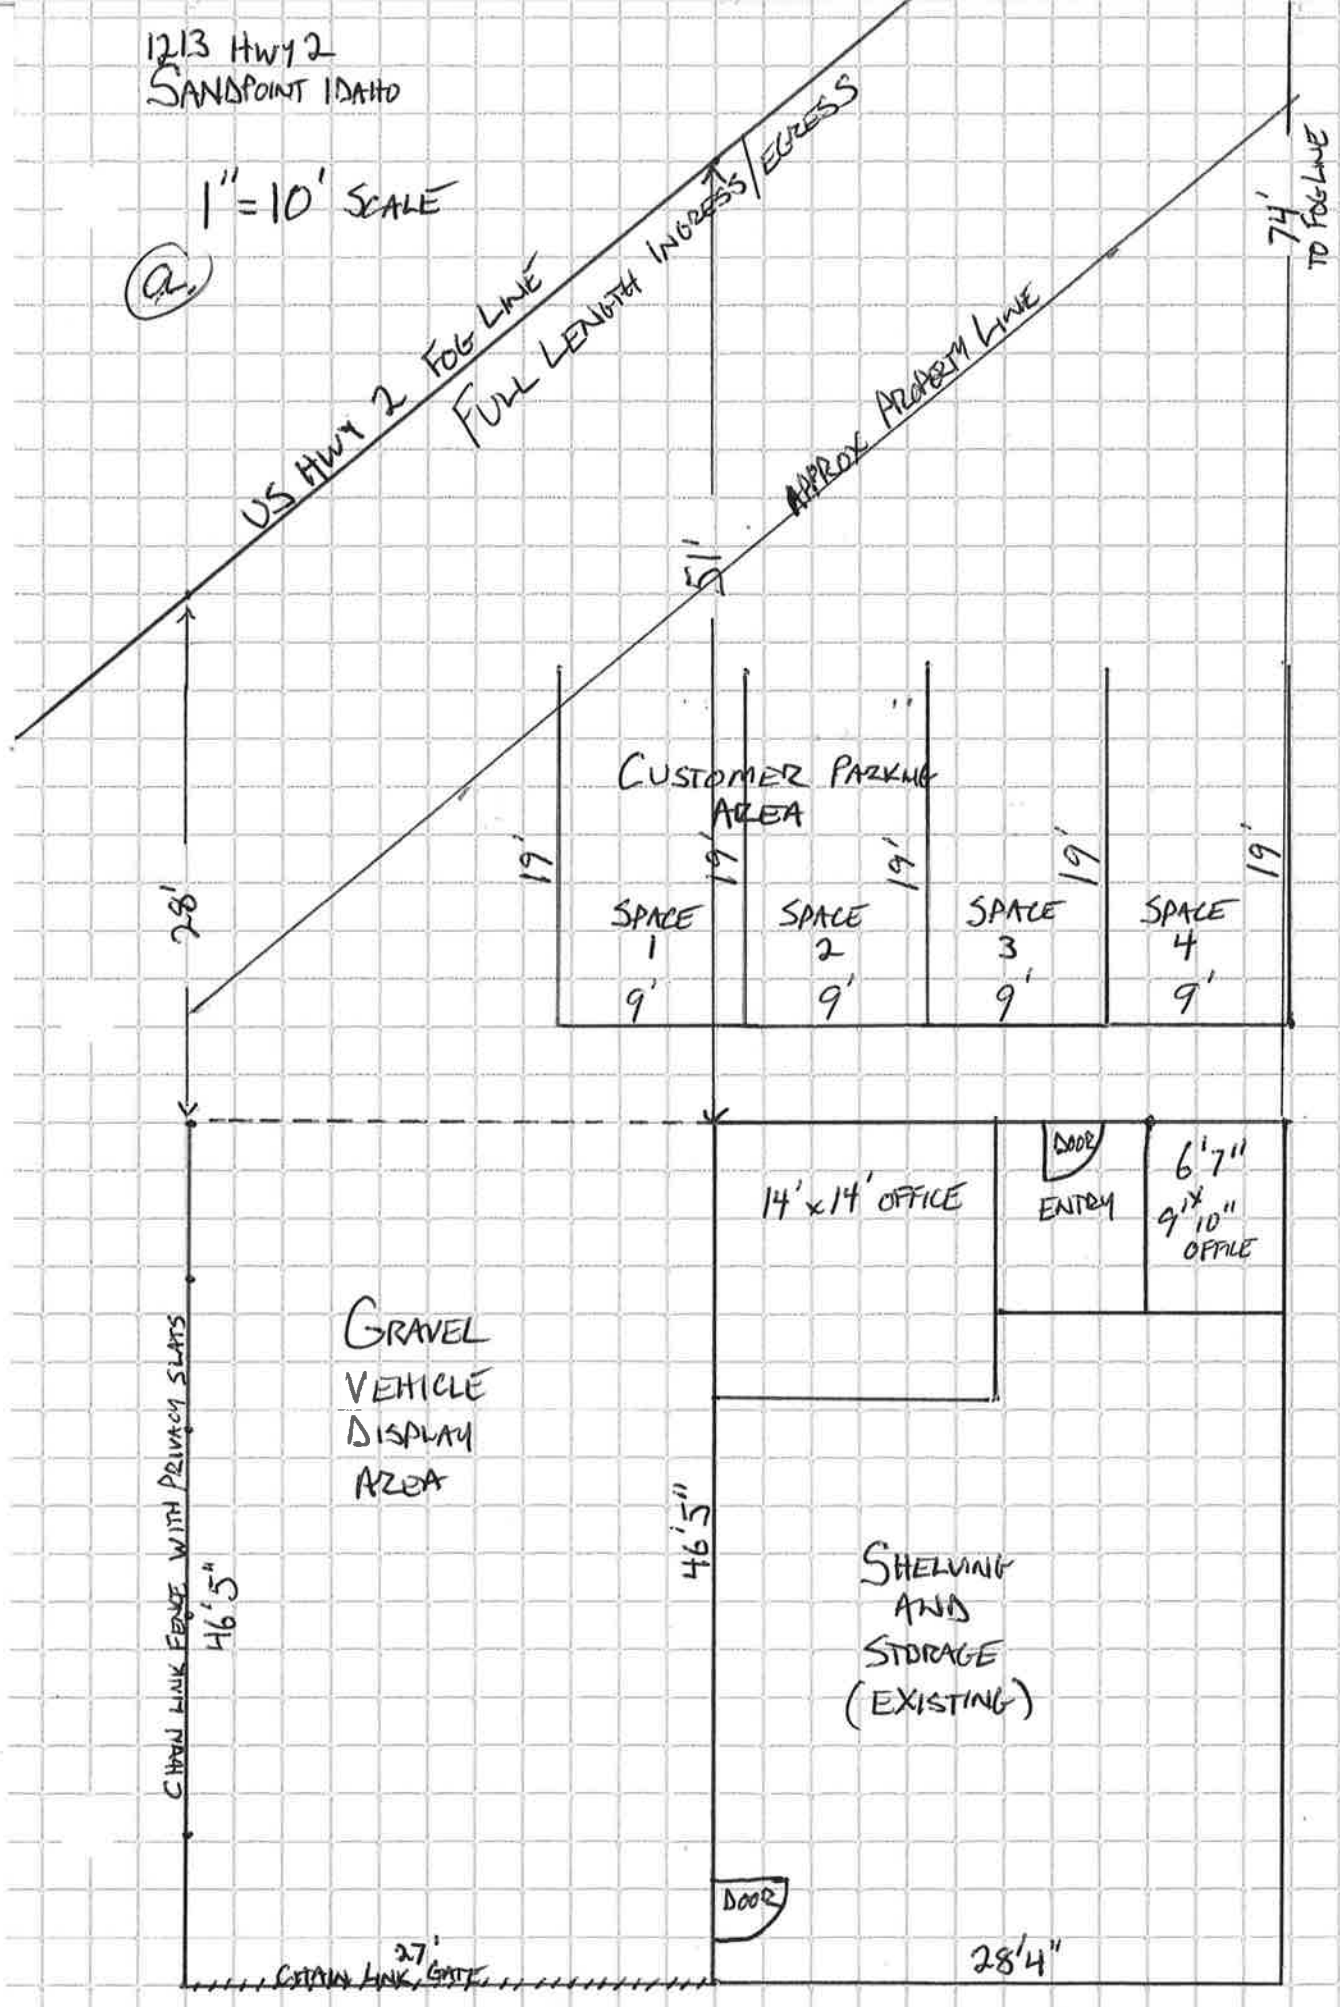 1213 HWY 2
SANDPOINT IDAHO
1"=10' SCALE
a.
US HWY 2 FOG LINE
FULL LENGTH INGRESS/EGRESS
APPROX PROPERTY LINE
74'
TO FOG LINE
51'
28'
CUSTOMER PARKING
AREA
19'
19'
19'
19'
19'
SPACE
1
9'
SPACE
2
9'
SPACE
3
9'
SPACE
4
9'
14' x 14' OFFICE
DOOR
ENTRY
6'7"
x
9'10"
OFFICE
GRAVEL
VEHICLE
DISPLAY
AREA
CHAIN LINK FENCE WITH PRIVACY SLATS
46'5"
46'5"
SHELVING
AND
STORAGE
(EXISTING)
DOOR
27'
CHAIN LINK GATE
28'4"